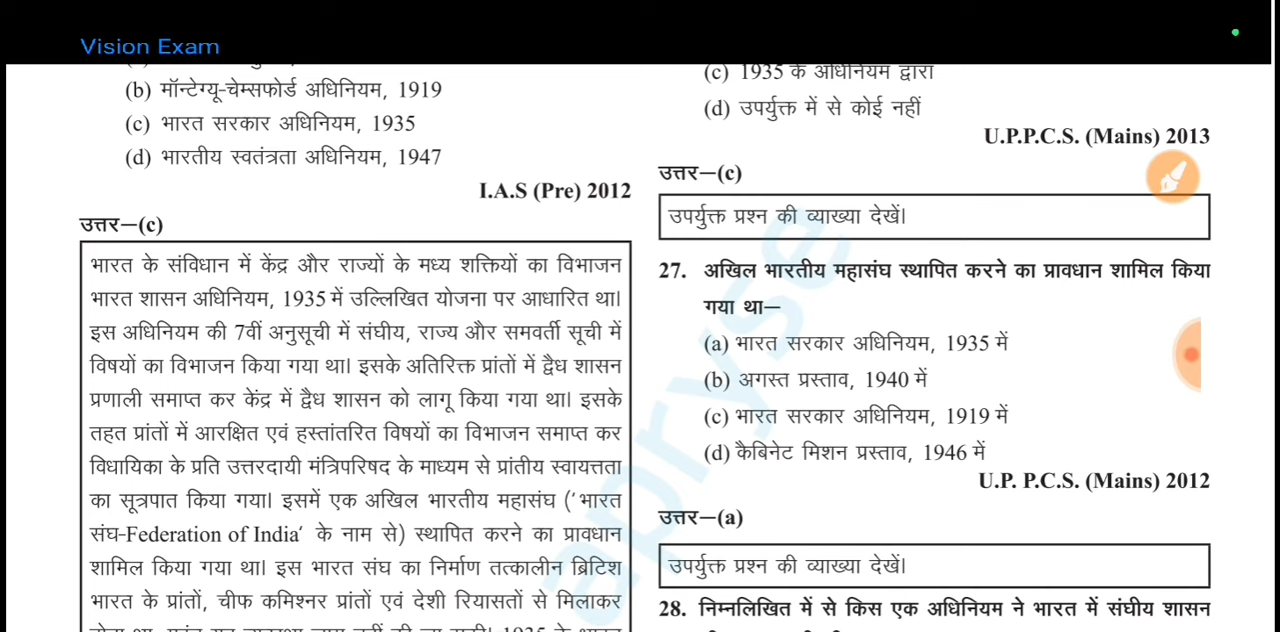 Vision Exam
(b) मॉन्टेग्यू-चेम्सफोर्ड अधिनियम, 1919
(c) भारत सरकार अधिनियम, 1935
(d) भारतीय स्वतंत्रता अधिनियम, 1947
I.A.S (Pre) 2012
उत्तर—(c)
भारत के संविधान में केंद्र और राज्यों के मध्य शक्तियों का विभाजन
भारत शासन अधिनियम, 1935 में उल्लिखित योजना पर आधारित था।
इस अधिनियम की 7वीं अनुसूची में संघीय, राज्य और समवर्ती सूची में
विषयों का विभाजन किया गया था। इसके अतिरिक्त प्रांतों में द्वैध शासन
प्रणाली समाप्त कर केंद्र में द्वैध शासन को लागू किया गया था। इसके
तहत प्रांतों में आरक्षित एवं हस्तांतरित विषयों का विभाजन समाप्त कर
विधायिका के प्रति उत्तरदायी मंत्रिपरिषद के माध्यम से प्रांतीय स्वायत्तता
का सूत्रपात किया गया। इसमें एक अखिल भारतीय महासंघ ('भारत
संघ-Federation of India' के नाम से) स्थापित करने का प्रावधान
शामिल किया गया था। इस भारत संघ का निर्माण तत्कालीन ब्रिटिश
भारत के प्रांतों, चीफ कमिश्नर प्रांतों एवं देशी रियासतों से मिलाकर
(c) 1935 के अधिनियम द्वारा
(d) उपर्युक्त में से कोई नहीं
U.P.P.C.S. (Mains) 2013
उत्तर—(c)
उपर्युक्त प्रश्न की व्याख्या देखें।
27. अखिल भारतीय महासंघ स्थापित करने का प्रावधान शामिल किया
गया था—
(a) भारत सरकार अधिनियम, 1935 में
(b) अगस्त प्रस्ताव, 1940 में
(c) भारत सरकार अधिनियम, 1919 में
(d) कैबिनेट मिशन प्रस्ताव, 1946 में
U.P. P.C.S. (Mains) 2012
उत्तर—(a)
उपर्युक्त प्रश्न की व्याख्या देखें।
28. निम्नलिखित में से किस एक अधिनियम ने भारत में संघीय शासन
apryse